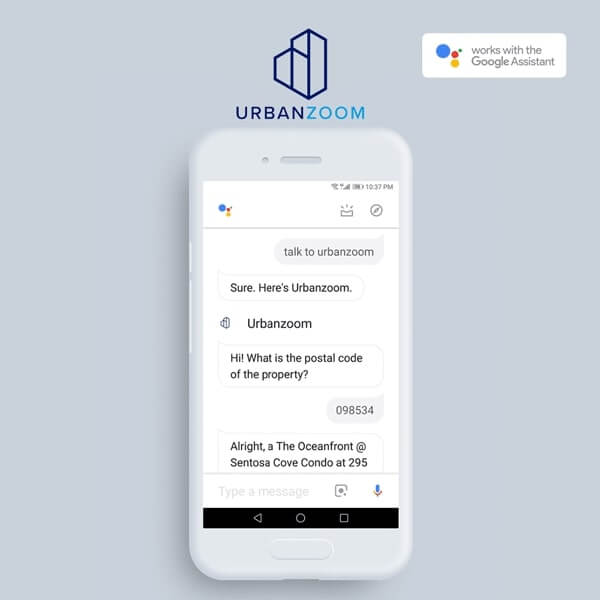 URBANZOOM
works with the
Google Assistant
10:37 PM
talk to urbanzoom
Sure. Here's Urbanzoom.
Urbanzoom
Hi! What is the postal code
of the property?
098534
Alright, a The Oceanfront @
Sentosa Cove Condo at 295
Type a message